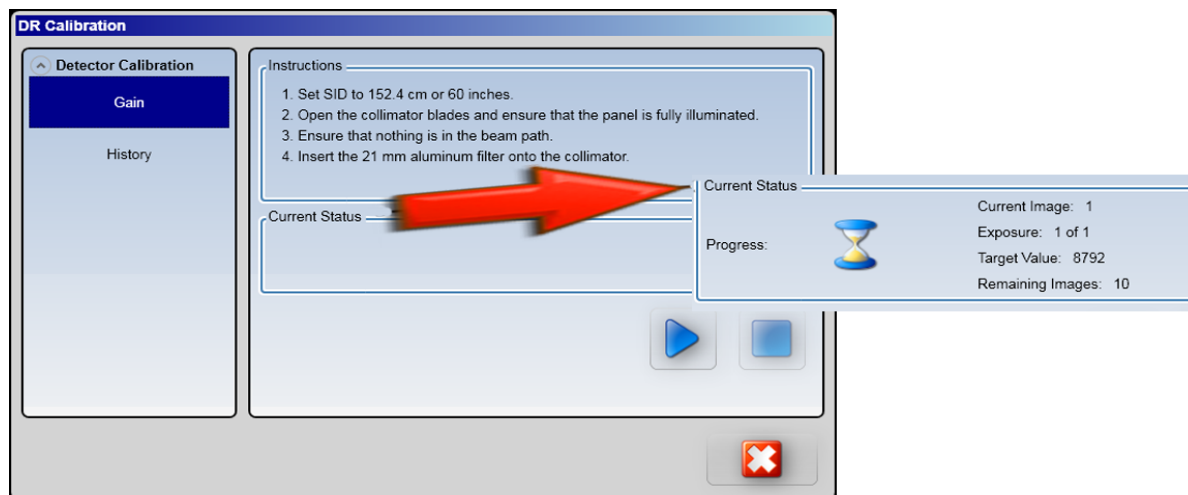 DR Calibration
Detector Calibration
Gain
History
Instructions
1. Set SID to 152.4 cm or 60 inches.
2. Open the collimator blades and ensure that the panel is fully illuminated.
3. Ensure that nothing is in the beam path.
4. Insert the 21 mm aluminum filter onto the collimator.
Current Status
Current Status
Progress:
Current Image: 1
Exposure: 1 of 1
Target Value: 8792
Remaining Images: 10